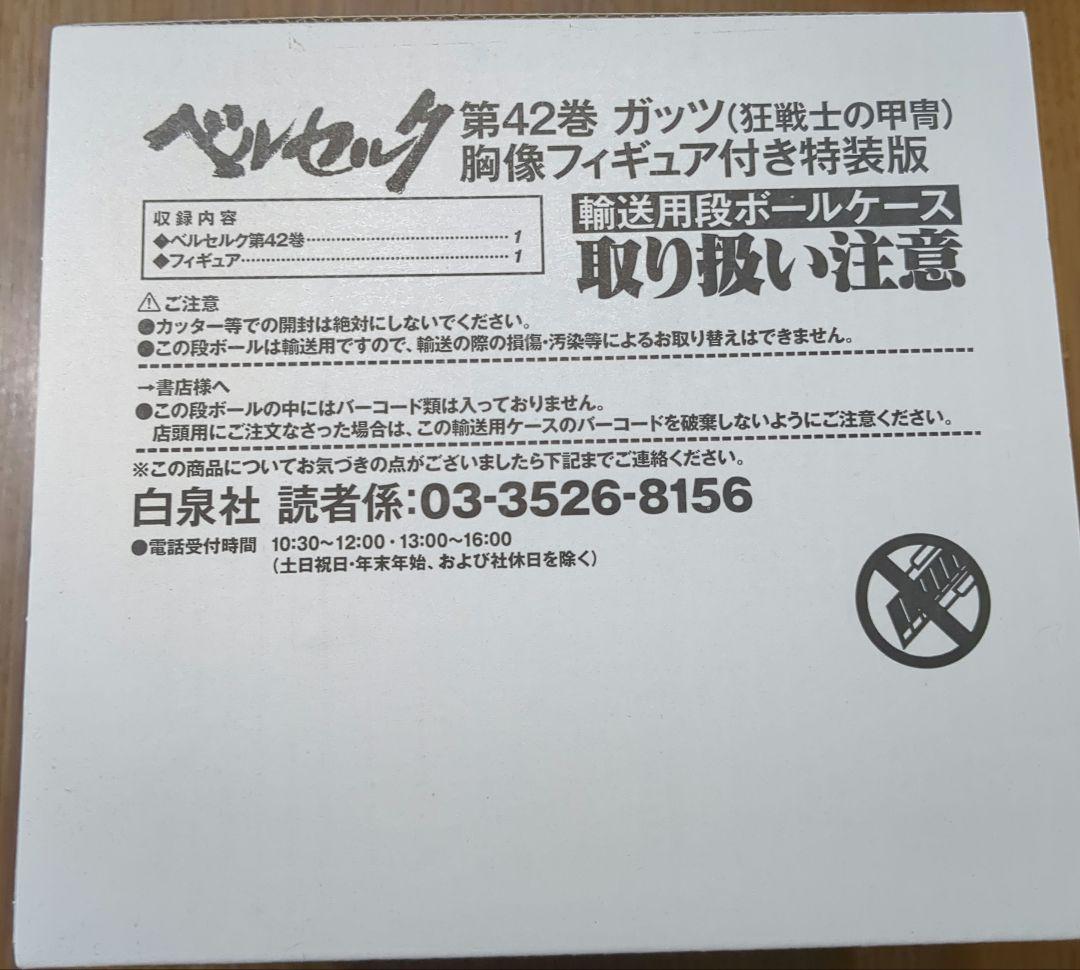 ベルセルク 第42巻 ガッツ(狂戦士の甲冑)
胸像フィギュア付き特装版
輸送用段ボールケース
取り扱い注意
収録内容
◆ベルセルク第42巻……………………………1
◆フィギュア……………………………………1
⚠ご注意
●カッター等での開封は絶対にしないでください。
●この段ボールは輸送用ですので、輸送の際の損傷・汚染等によるお取り替えはできません。
→書店様へ
●この段ボールの中にはバーコード類は入っておりません。
店頭用にご注文なさった場合は、この輸送用ケースのバーコードを破棄しないようにご注意ください。
※この商品についてお気づきの点がございましたら下記までご連絡ください。
白泉社 読者係:03-3526-8156
●電話受付時間 10:30〜12:00・13:00〜16:00
(土日祝日・年末年始、および社休日を除く)